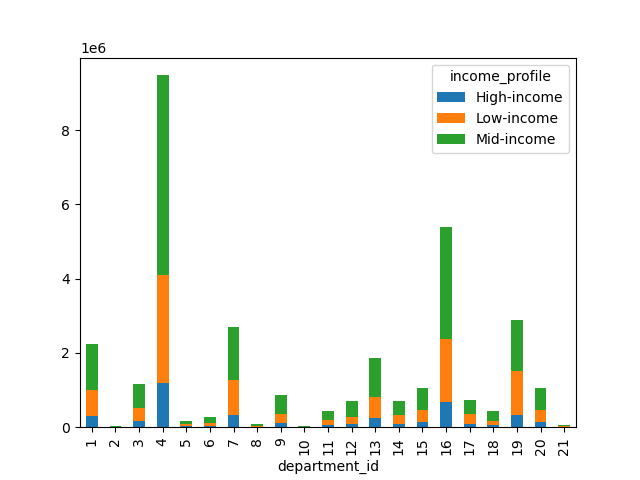 1e6
income_profile
High-income
Low-income
Mid-income
8
6
4
2
0
1 2 3 4 5 6 7 8 9 10 11 12 13 14 15 16 17 18 19 20 21
department_id